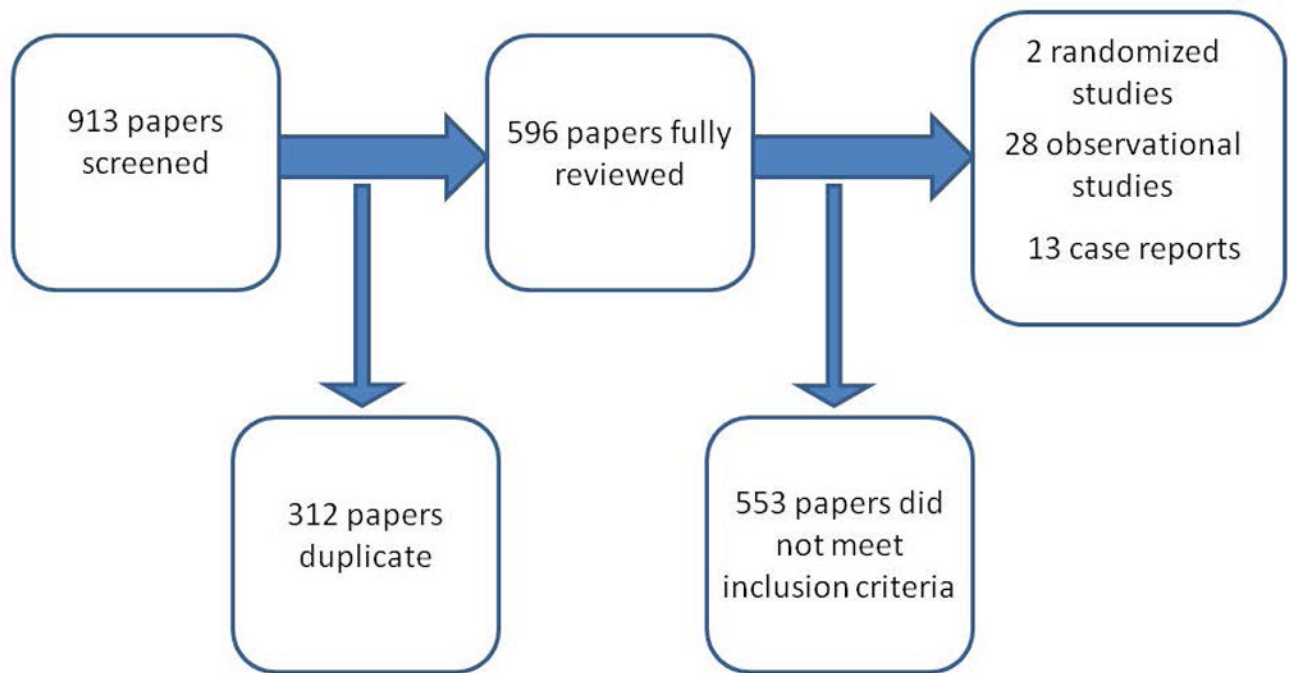 913 papers
screened
596 papers fully
reviewed
2 randomized
studies
28 observational
studies
13 case reports
312 papers
duplicate
553 papers did
not meet
inclusion criteria